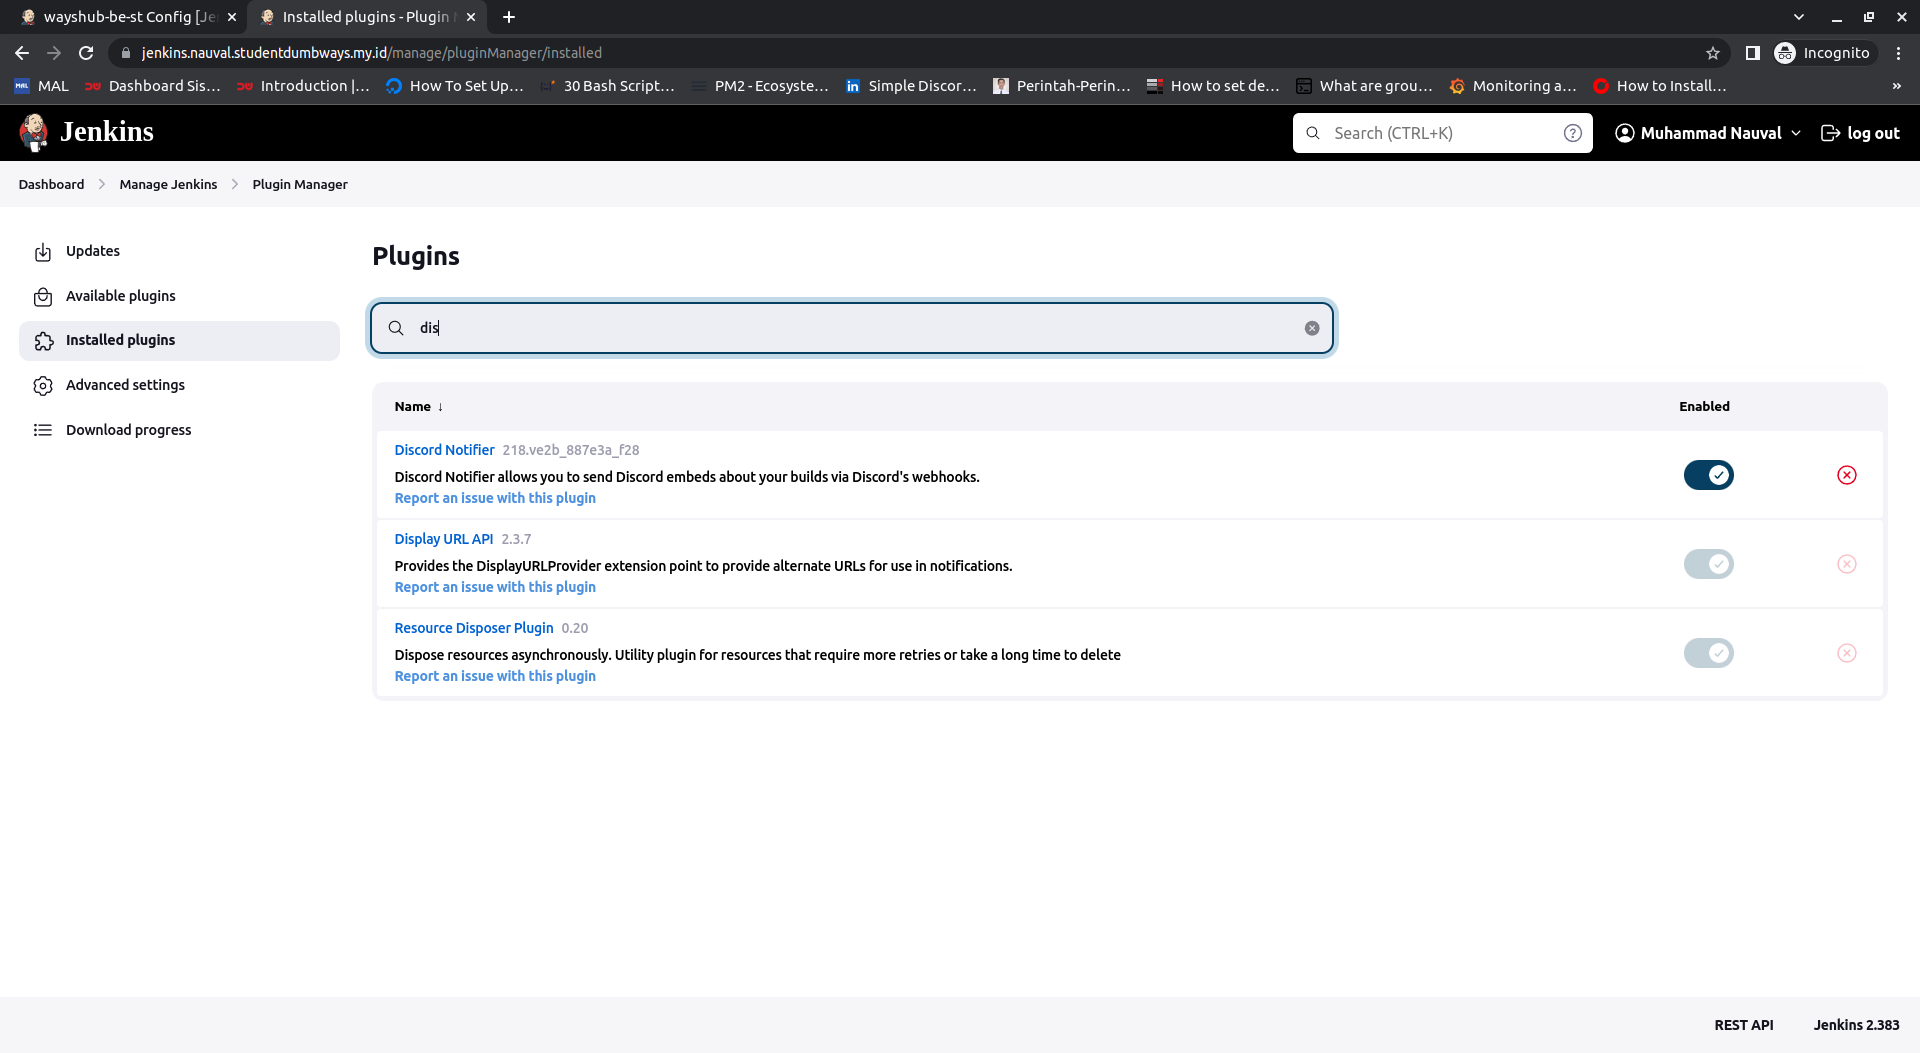 wayshub-be-st Config [Je
Installed plugins - Plugin
jenkins.nauval.studentdumbways.my.id/manage/pluginManager/installed
Incognito
MAL
Dashboard Sis...
Introduction |...
How To Set Up...
30 Bash Script...
PM2 - Ecosyste...
Simple Discor...
Perintah-Perin...
How to set de...
What are grou...
Monitoring a...
How to Install...
»
Jenkins
Search (CTRL+K)
Muhammad Nauval
log out
Dashboard
Manage Jenkins
Plugin Manager
Updates
Available plugins
Installed plugins
Advanced settings
Download progress
Plugins
dis
Name ↓
Enabled
Discord Notifier 218.ve2b_887e3a_f28
Discord Notifier allows you to send Discord embeds about your builds via Discord's webhooks.
Report an issue with this plugin
Display URL API 2.3.7
Provides the DisplayURLProvider extension point to provide alternate URLs for use in notifications.
Report an issue with this plugin
Resource Disposer Plugin 0.20
Dispose resources asynchronously. Utility plugin for resources that require more retries or take a long time to delete
Report an issue with this plugin
REST API
Jenkins 2.383